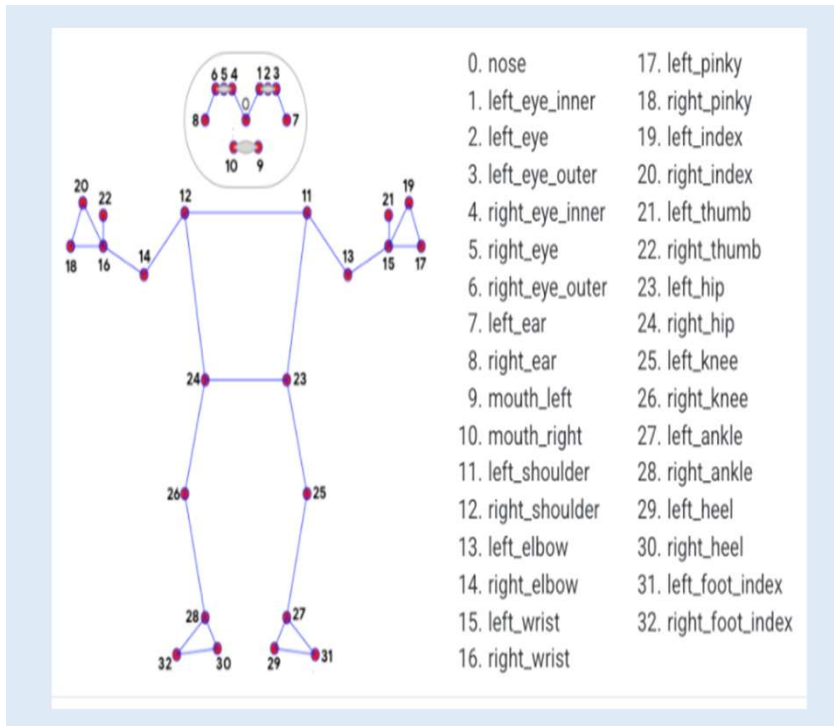 6 5 4 1 2 3
0
8 7
10 9
20 19
22 12 11 21
14 13
18 16 15 17
24 23
26 25
28 27
32 30 29 31
0. nose
1. left_eye_inner
2. left_eye
3. left_eye_outer
4. right_eye_inner
5. right_eye
6. right_eye_outer
7. left_ear
8. right_ear
9. mouth_left
10. mouth_right
11. left_shoulder
12. right_shoulder
13. left_elbow
14. right_elbow
15. left_wrist
16. right_wrist
17. left_pinky
18. right_pinky
19. left_index
20. right_index
21. left_thumb
22. right_thumb
23. left_hip
24. right_hip
25. left_knee
26. right_knee
27. left_ankle
28. right_ankle
29. left_heel
30. right_heel
31. left_foot_index
32. right_foot_index